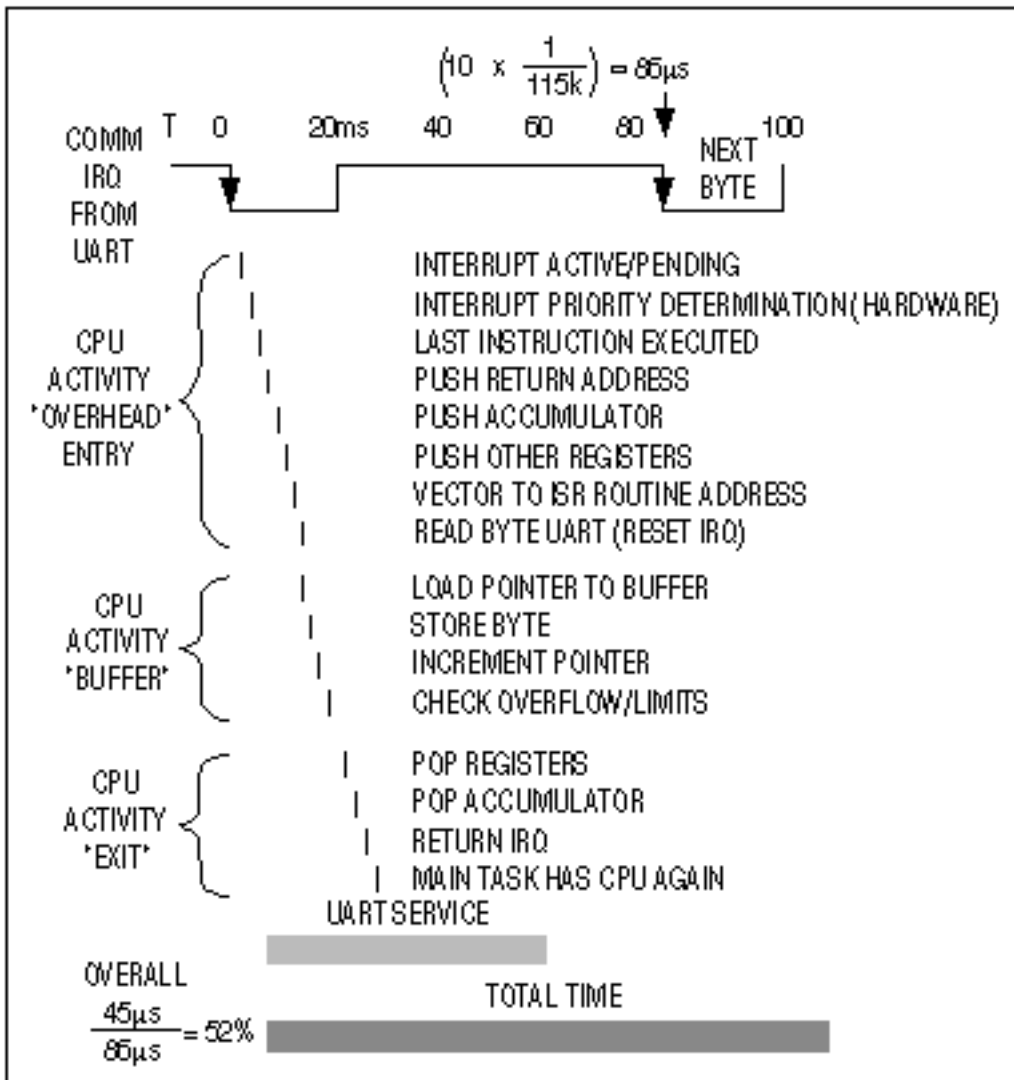 (10 x 1/115k) = 86µs
T 0 20ms 40 60 80 100
COMM
IRQ
FROM
UART
NEXT
BYTE
CPU
ACTIVITY
"OVERHEAD"
ENTRY
INTERRUPT ACTIVE/PENDING
INTERRUPT PRIORITY DETERMINATION (HARDWARE)
LAST INSTRUCTION EXECUTED
PUSH RETURN ADDRESS
PUSH ACCUMULATOR
PUSH OTHER REGISTERS
VECTOR TO ISR ROUTINE ADDRESS
READ BYTE UART (RESET IRQ)
CPU
ACTIVITY
"BUFFER"
LOAD POINTER TO BUFFER
STORE BYTE
INCREMENT POINTER
CHECK OVERFLOW/LIMITS
CPU
ACTIVITY
"EXIT"
POP REGISTERS
POP ACCUMULATOR
RETURN IRQ
MAIN TASK HAS CPU AGAIN
UART SERVICE
OVERALL
45µs/86µs = 52%
TOTAL TIME